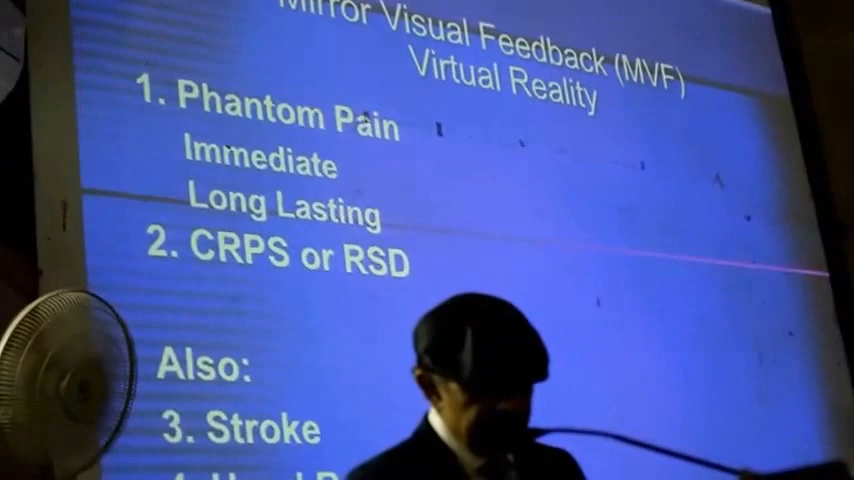 Mirror Visual Feedback (MVF)
Virtual Reality
1. Phantom Pain
Immediate
Long Lasting
2. CRPS or RSD
Also:
3. Stroke